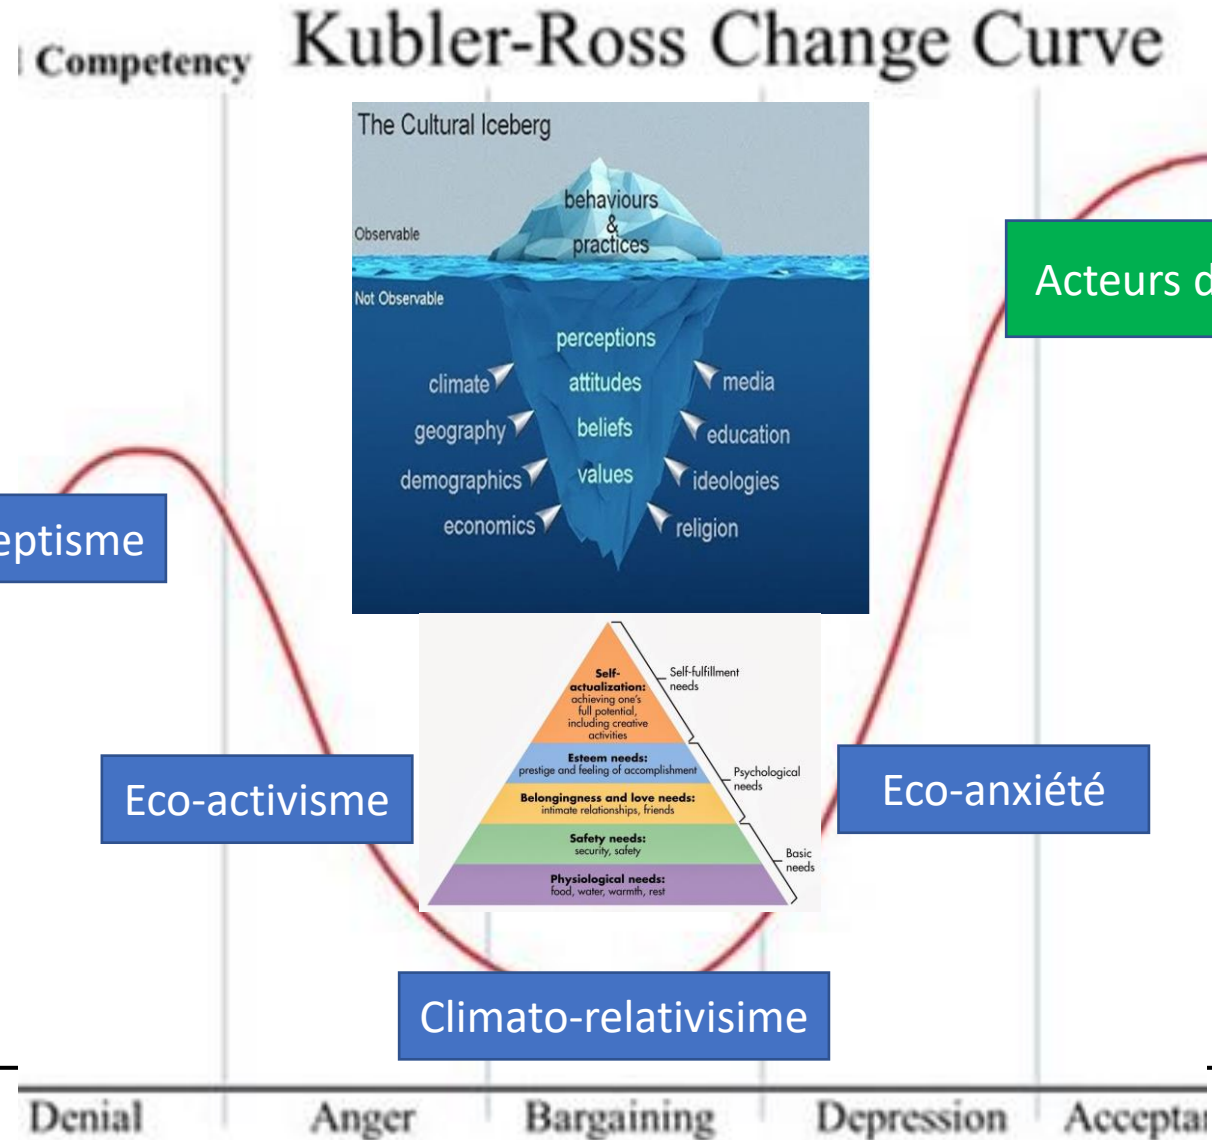 Competency
Kubler-Ross Change Curve
The Cultural Iceberg
behaviours
&
practices
Observable
Not Observable
perceptions
climate
attitudes
media
geography
beliefs
education
demographics
values
ideologies
economics
religion
Acteurs d
eptisme
Self-
actualization:
achieving one's
full potential,
including creative
activities
Self-fulfillment
needs
Esteem needs:
prestige and feeling of accomplishment
Psychological
needs
Belongingness and love needs:
intimate relationships, friends
Safety needs:
security, safety
Basic
needs
Physiological needs:
food, water, warmth, rest
Eco-activisme
Eco-anxiété
Climato-relativisime
Denial
Anger
Bargaining
Depression
Acceptan